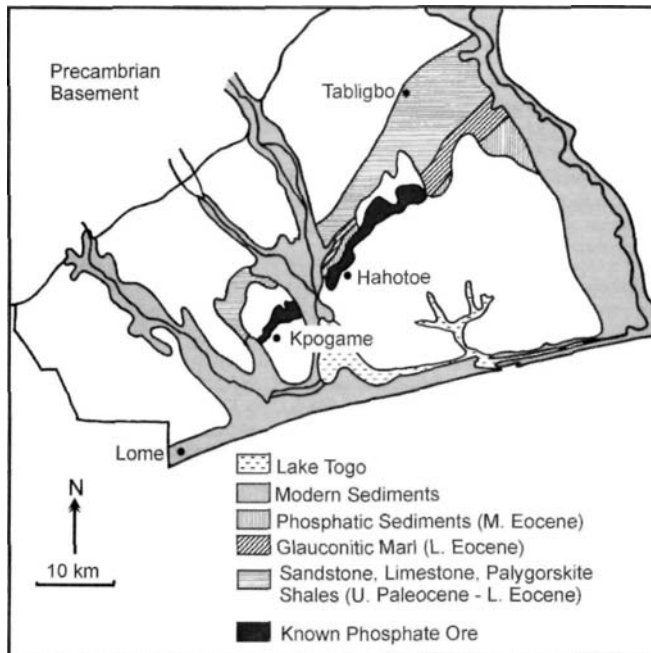 Precambrian
Basement
Tabligbo
Hahotoe
Kpogame
Lome
N
10 km
Lake Togo
Modern Sediments
Phosphatic Sediments (M. Eocene)
Glauconitic Marl (L. Eocene)
Sandstone, Limestone, Palygorskite
Shales (U. Paleocene - L. Eocene)
Known Phosphate Ore